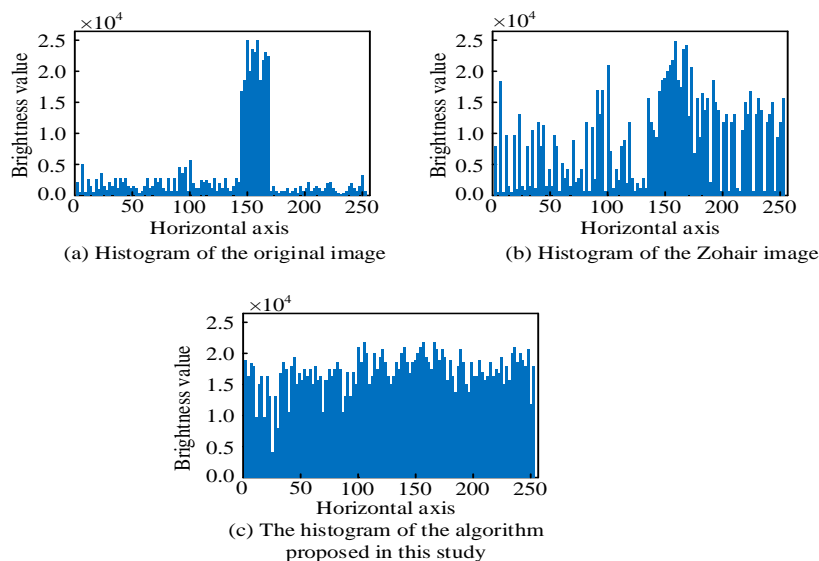 ×10⁴
Brightness value
2.5
2.0
1.5
1.0
0.5
0.0
0 50 100 150 200 250
Horizontal axis
(a) Histogram of the original image
×10⁴
Brightness value
2.5
2.0
1.5
1.0
0.5
0.0
0 50 100 150 200 250
Horizontal axis
(b) Histogram of the Zohair image
×10⁴
Brightness value
2.5
2.0
1.5
1.0
0.5
0.0
0 50 100 150 200 250
Horizontal axis
(c) The histogram of the algorithm
proposed in this study